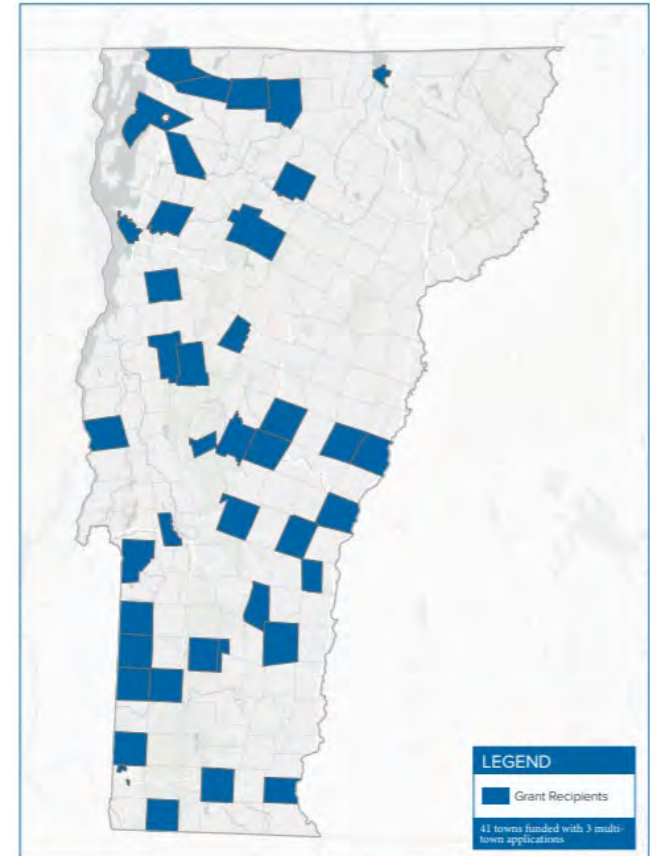 LEGEND
Grant Recipients
41 towns funded with 3 multi-
town applications